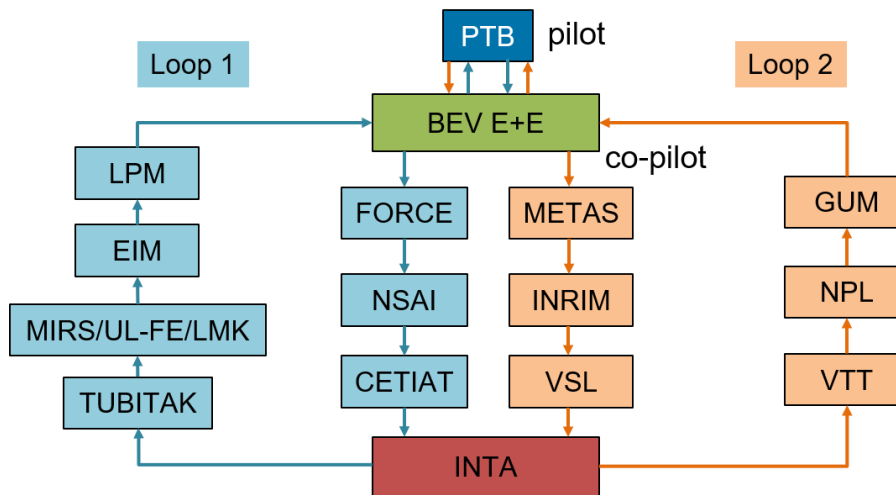 PTB
pilot
Loop 1
Loop 2
BEV E+E
co-pilot
LPM
FORCE
METAS
GUM
EIM
NSAI
INRIM
NPL
MIRS/UL-FE/LMK
CETIAT
VSL
VTT
TUBITAK
INTA